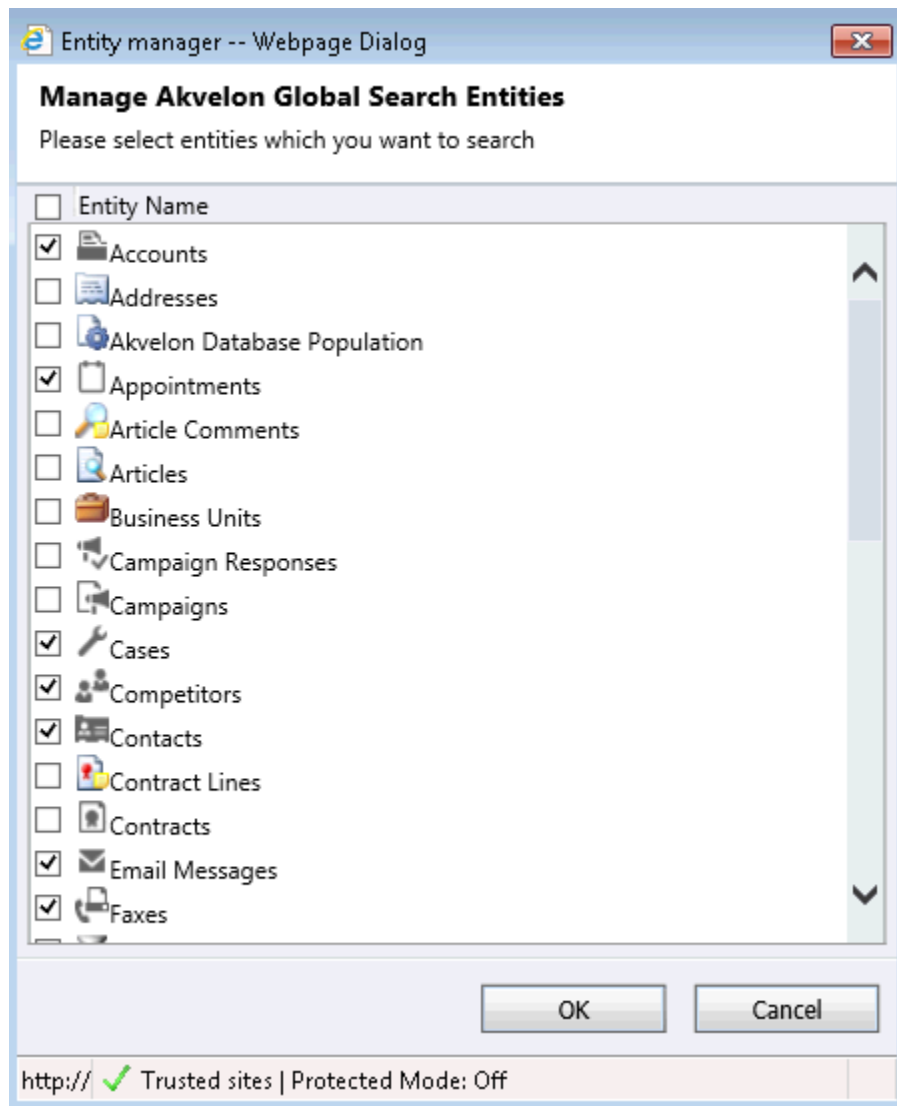 Entity manager -- Webpage Dialog
Manage Akvelon Global Search Entities
Please select entities which you want to search
Entity Name
Accounts
Addresses
Akvelon Database Population
Appointments
Article Comments
Articles
Business Units
Campaign Responses
Campaigns
Cases
Competitors
Contacts
Contract Lines
Contracts
Email Messages
Faxes
OK Cancel
http:// Trusted sites | Protected Mode: Off